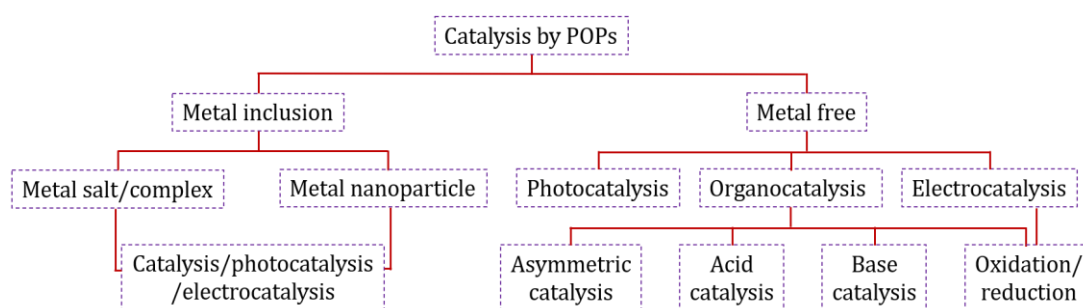 Catalysis by POPs
Metal inclusion
Metal free
Metal salt/complex
Metal nanoparticle
Photocatalysis
Organocatalysis
Electrocatalysis
Catalysis/photocatalysis
/electrocatalysis
Asymmetric
catalysis
Acid
catalysis
Base
catalysis
Oxidation/
reduction